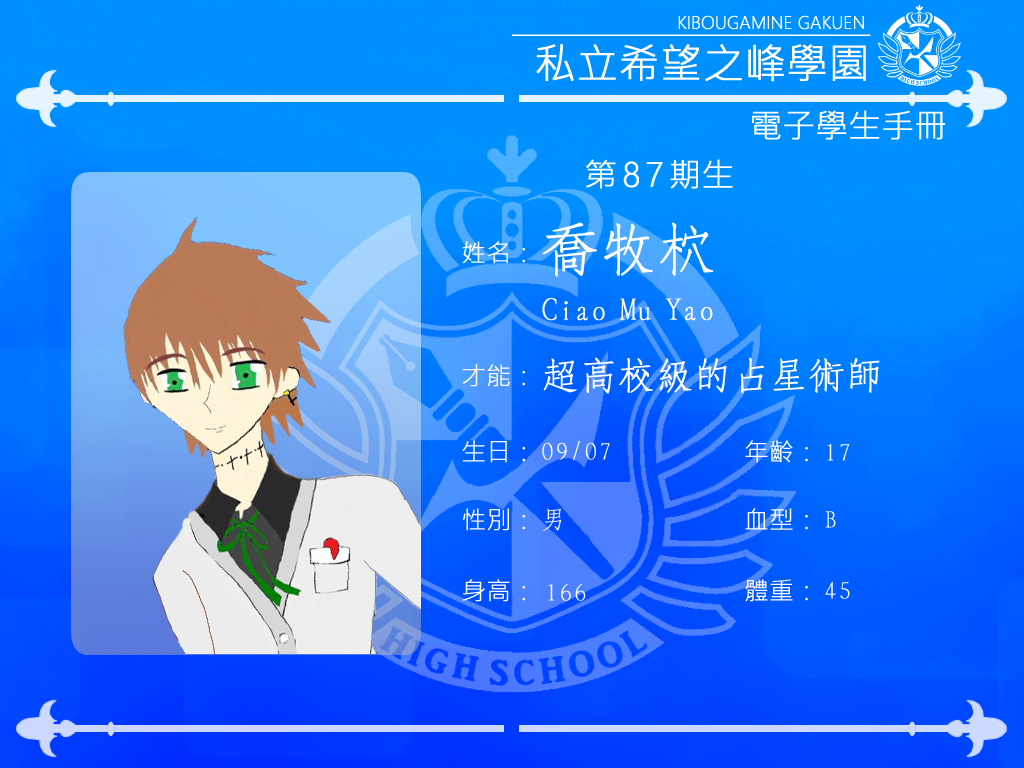 KIBOUGAMINE GAKUEN
私立希望之峰學園
HIGH SCHOOL
電子學生手冊
第87期生
姓名：喬牧杕
Ciao Mu Yao
才能：超高校級的占星術師
生日：09/07 年齡：17
性別：男 血型：B
身高：166 體重：45
HIGH SCHOOL